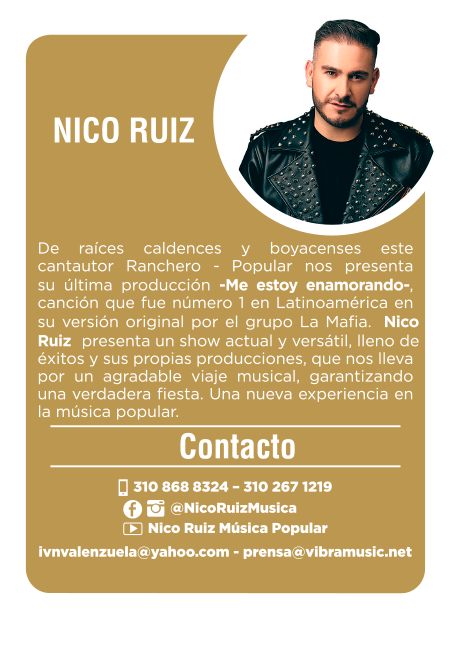 NICO RUIZ
De raíces caldences y boyacenses este
cantautor Ranchero - Popular nos presenta
su última producción -Me estoy enamorando-,
canción que fue número 1 en Latinoamérica en
su versión original por el grupo La Mafia. Nico
Ruiz presenta un show actual y versátil, lleno de
éxitos y sus propias producciones, que nos lleva
por un agradable viaje musical, garantizando
una verdadera fiesta. Una nueva experiencia en
la música popular.
Contacto
310 868 8324 – 310 267 1219
@NicoRuizMusica
Nico Ruiz Música Popular
ivnvalenzuela@yahoo.com - prensa@vibramusic.net